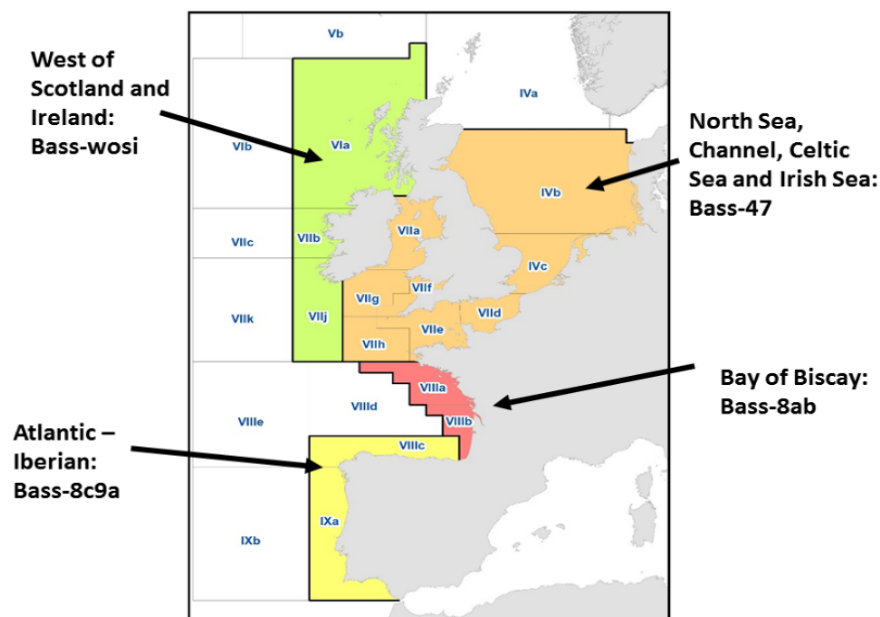 Vb
West of
Scotland and
Ireland:
Bass-wosi
IVa
North Sea,
Channel, Celtic
Sea and Irish Sea:
Bass-47
VIb
VIa
IVb
VIIc
VIIb
VIIa
IVc
VIIk
VIIj
VIIg
VIIf
VIId
VIIe
VIIh
Bay of Biscay:
Bass-8ab
VIIIa
VIIIe
VIIId
VIIIb
Atlantic –
Iberian:
Bass-8c9a
VIIIc
IXb
IXa